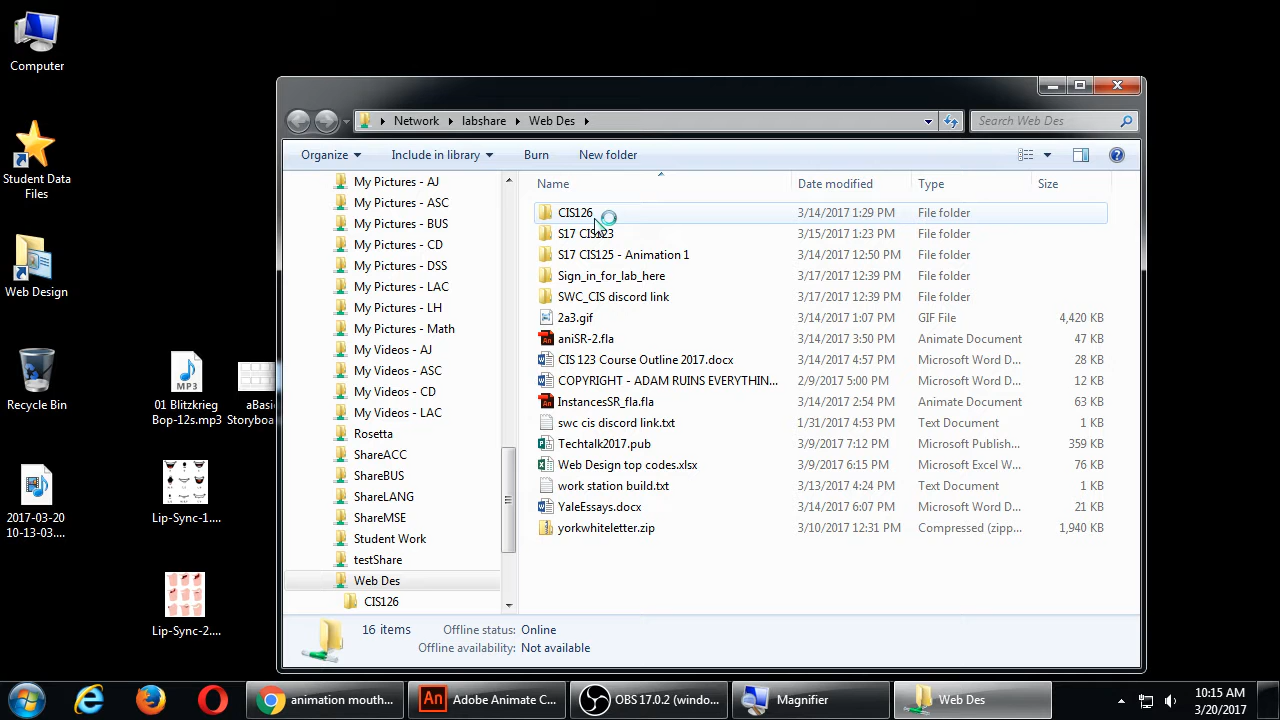 Computer
Student Data
Files
Web Design
Recycle Bin
2017-03-20
10-13-03....
MP3
01 Blitzkrieg
Bop-12s.mp3
aBasi
Storyboa
Lip-Sync-1....
Lip-Sync-2....
Network
labshare
Web Des
Search Web Des
Organize
Include in library
Burn
New folder
My Pictures - AJ
My Pictures - ASC
My Pictures - BUS
My Pictures - CD
My Pictures - DSS
My Pictures - LAC
My Pictures - LH
My Pictures - Math
My Videos - AJ
My Videos - ASC
My Videos - CD
My Videos - LAC
Rosetta
ShareACC
ShareBUS
ShareLANG
ShareMSE
Student Work
testShare
Web Des
CIS126
Name Date modified Type Size
CIS126 3/14/2017 1:29 PM File folder
S17 CIS123 3/15/2017 1:23 PM File folder
S17 CIS125 - Animation 1 3/14/2017 12:50 PM File folder
Sign_in_for_lab_here 3/17/2017 12:39 PM File folder
SWC_CIS discord link 3/17/2017 12:39 PM File folder
2a3.gif 3/14/2017 1:07 PM GIF File 4,420 KB
aniSR-2.fla 3/14/2017 3:50 PM Animate Document 47 KB
CIS 123 Course Outline 2017.docx 3/14/2017 4:57 PM Microsoft Word D... 28 KB
COPYRIGHT - ADAM RUINS EVERYTHIN... 2/9/2017 5:00 PM Microsoft Word D... 12 KB
InstancesSR_fla.fla 3/14/2017 2:54 PM Animate Document 63 KB
swc cis discord link.txt 1/31/2017 4:53 PM Text Document 1 KB
Techtalk2017.pub 3/9/2017 7:12 PM Microsoft Publish... 359 KB
Web Design top codes.xlsx 3/9/2017 6:15 PM Microsoft Excel W... 76 KB
work station build.txt 3/13/2017 4:24 PM Text Document 1 KB
YaleEssays.docx 3/14/2017 6:07 PM Microsoft Word D... 21 KB
yorkwhiteletter.zip 3/10/2017 12:31 PM Compressed (zipp... 1,940 KB
16 items Offline status: Online
Offline availability: Not available
animation mouth...
An Adobe Animate C...
OBS 17.0.2 (windo...
Magnifier
Web Des
10:15 AM
3/20/2017